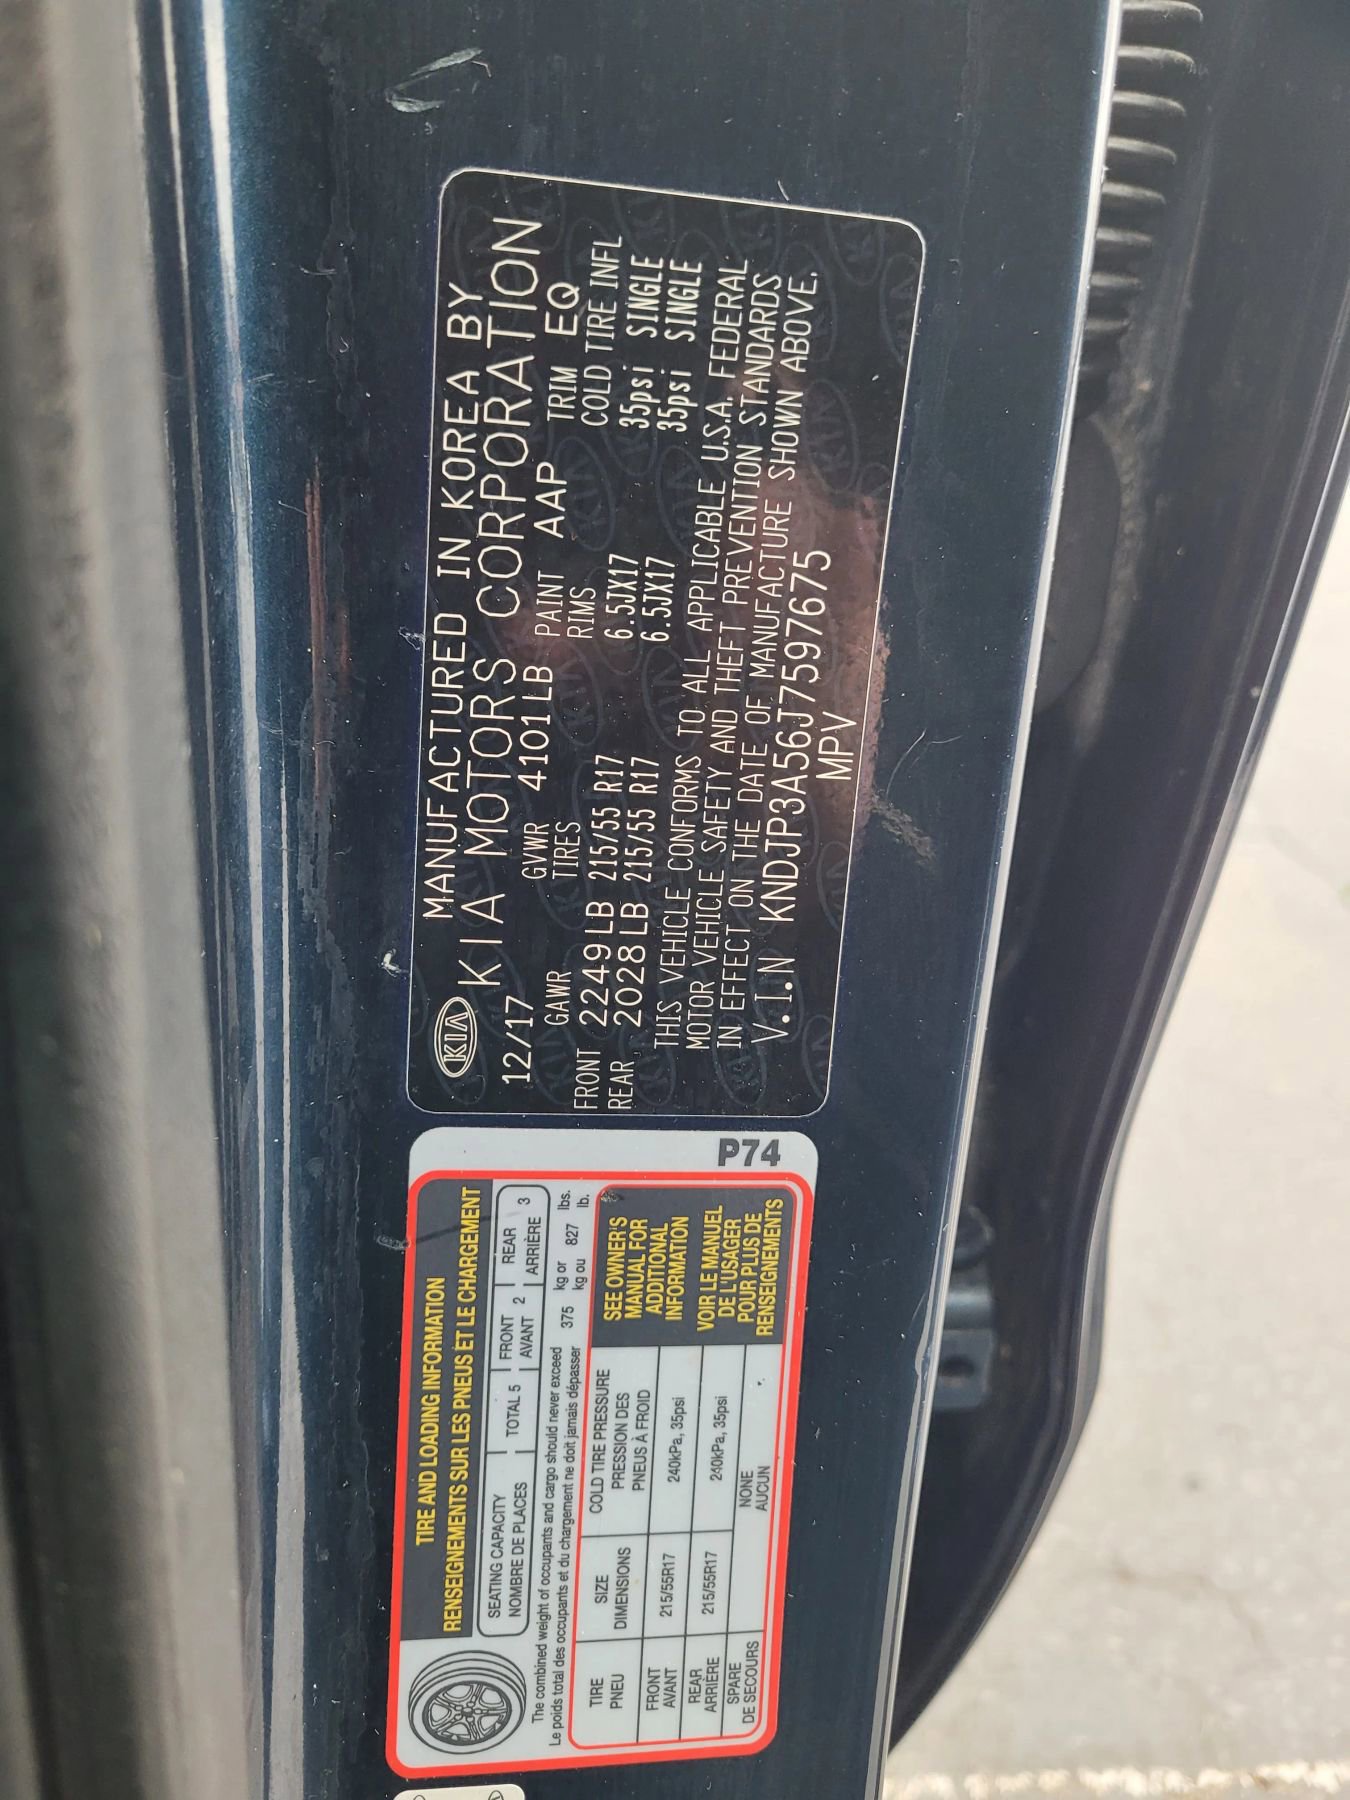 MANUFACTURED IN KOREA BY
KIA KIA MOTORS CORPORATION
12/17 GVWR 4101LB PAINT AAP TRIM EQ
GAWR TIRES RIMS COLD TIRE INFL
FRONT 2249LB 215/55 R17 6.5JX17 35psi SINGLE
REAR 2028LB 215/55 R17 6.5JX17 35psi SINGLE
THIS VEHICLE CONFORMS TO ALL APPLICABLE U.S.A. FEDERAL
MOTOR VEHICLE SAFETY AND THEFT PREVENTION STANDARDS
IN EFFECT ON THE DATE OF MANUFACTURE SHOWN ABOVE.
V.I.N KNDJP3A56J7597675
MPV
TIRE AND LOADING INFORMATION
RENSEIGNEMENTS SUR LES PNEUS ET LE CHARGEMENT
SEATING CAPACITY
NOMBRE DE PLACES
TOTAL 5
FRONT
AVANT 2
REAR
ARRIÈRE 3
The combined weight of occupants and cargo should never exceed 375 kg or 827 lbs.
Le poids total des occupants et du chargement ne doit jamais dépasser kg ou lb.
TIRE
PNEU
SIZE
DIMENSIONS
COLD TIRE PRESSURE
PRESSION DES
PNEUS À FROID
FRONT
AVANT
215/55R17
240kPa, 35psi
REAR
ARRIÈRE
215/55R17
240kPa, 35psi
SPARE
DE SECOURS
NONE
AUCUN
SEE OWNER'S
MANUAL FOR
ADDITIONAL
INFORMATION
VOIR LE MANUEL
DE L'USAGER
POUR PLUS DE
RENSEIGNEMENTS
P74